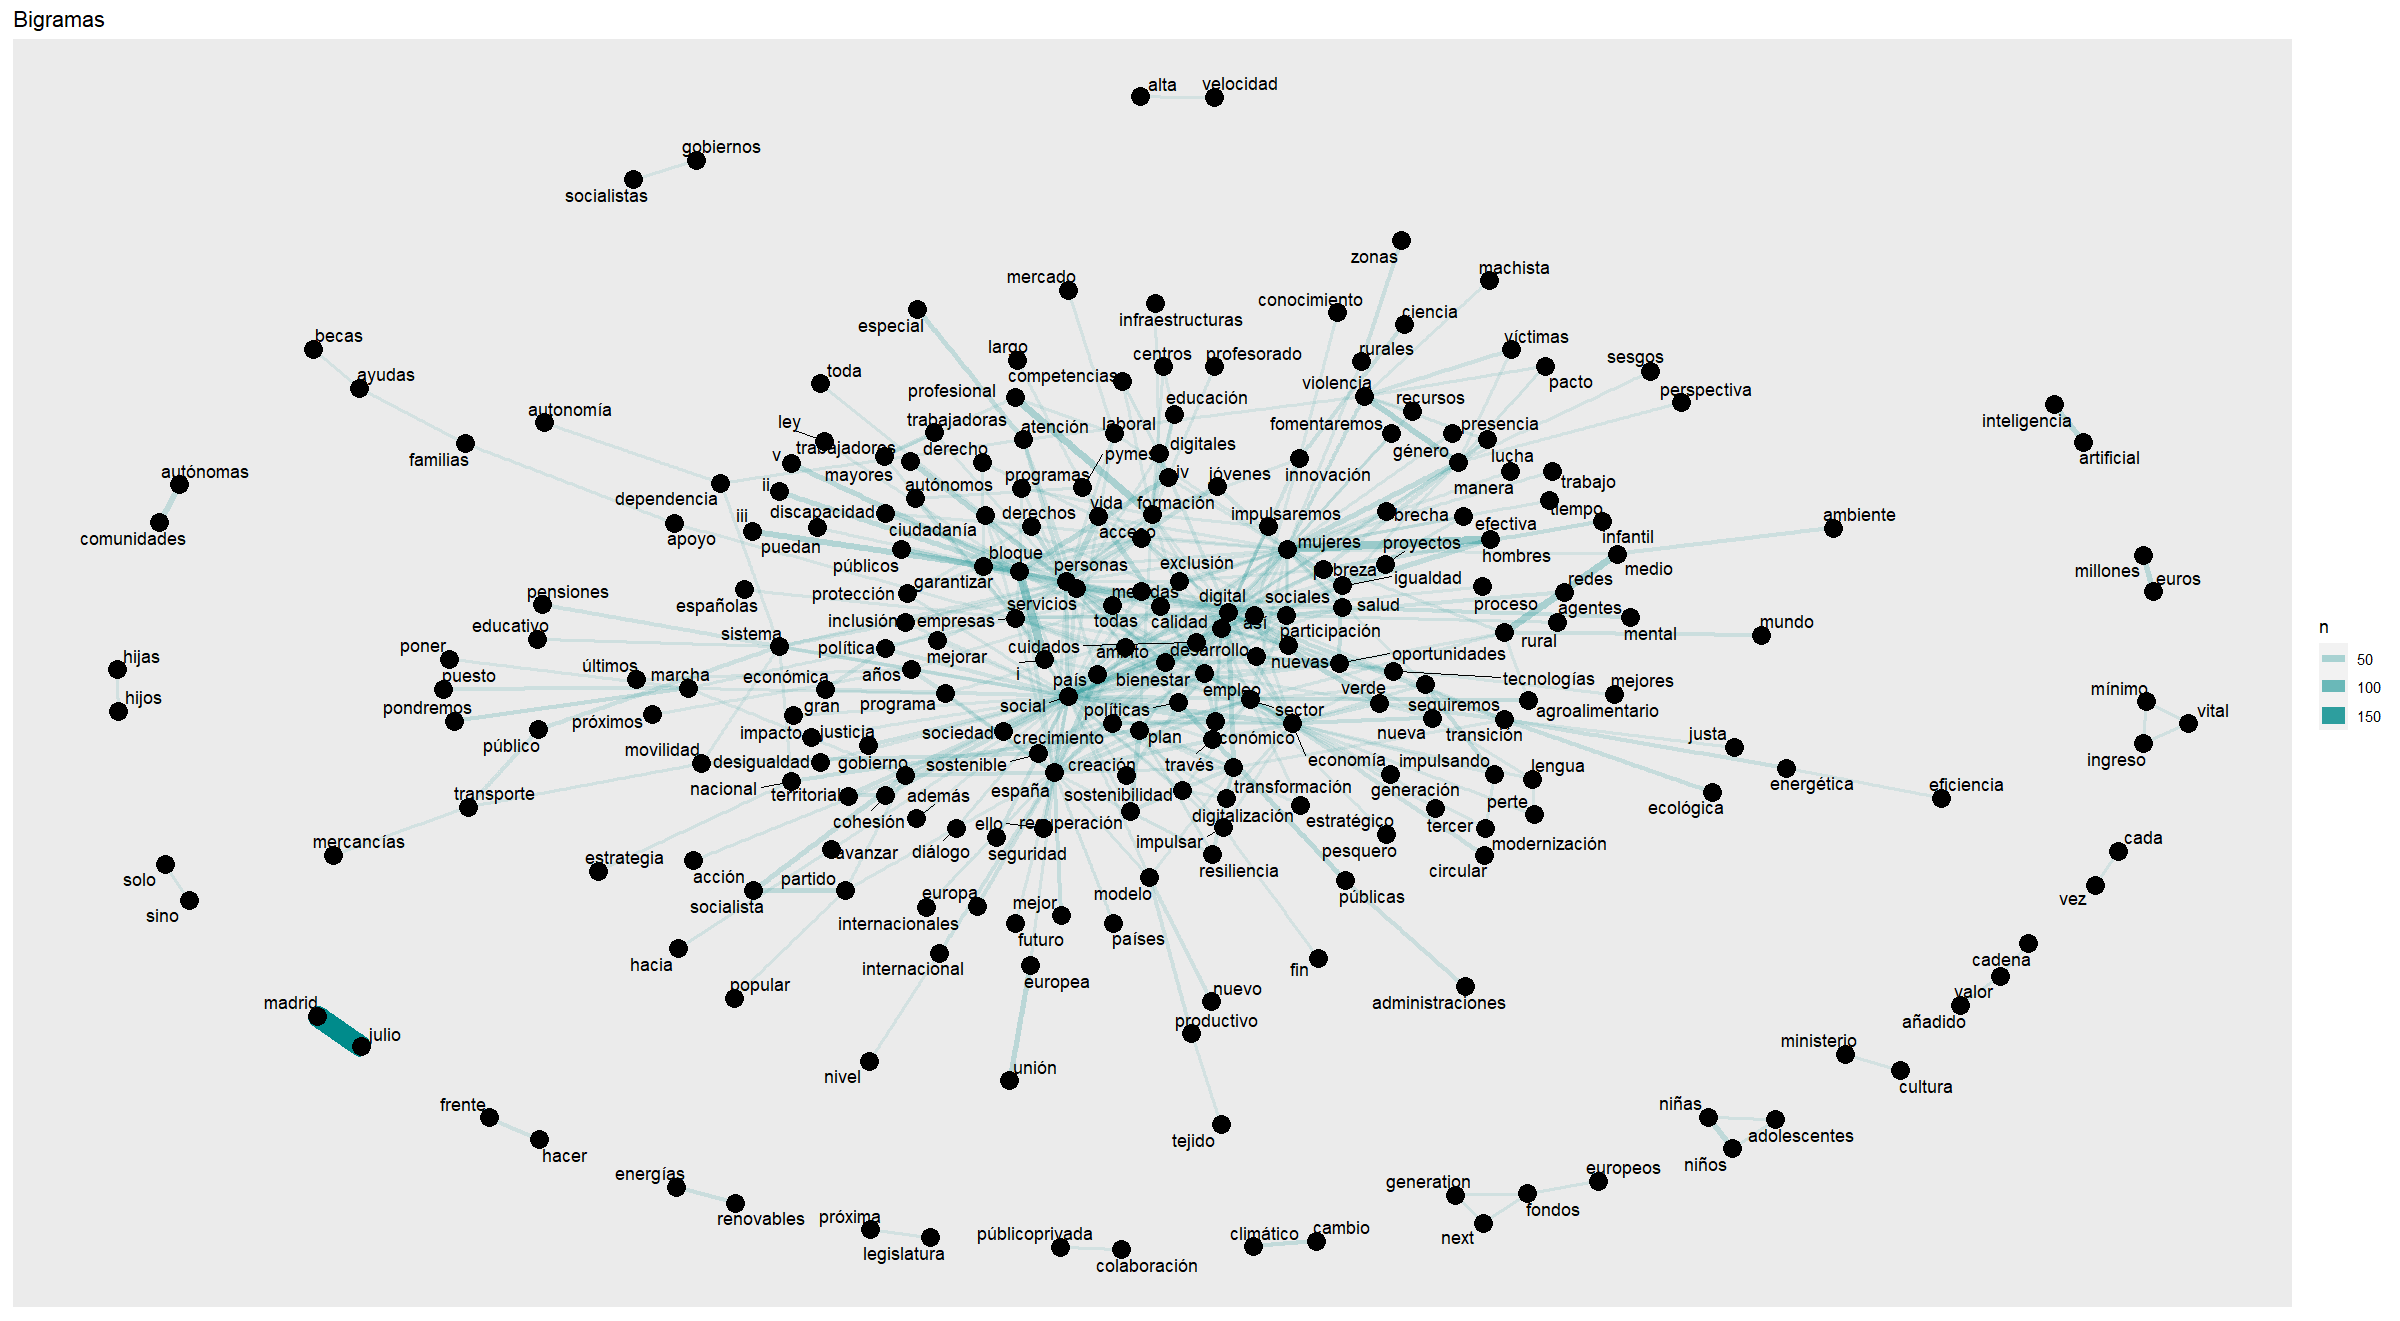 Bigramas
alta
velocidad
gobiernos
socialistas
zonas
machista
mercado
conocimiento
ciencia
infraestructuras
especial
becas
víctimas
largo
centros
profesorado
rurales
sesgos
ayudas
toda
competencias
violencia
pacto
perspectiva
profesional
educación
recursos
autonomía
inteligencia
ley
trabajadoras
atención
laboral
fomentaremos
presencia
digitales
trabajadores
derecho
género
familias
pymes
lucha
artificial
autónomas
v
mayores
programas
iv
jóvenes
innovación
manera
trabajo
ii
autónomos
dependencia
vida
formación
tiempo
iii
discapacidad
derechos
impulsaremos
brecha
efectiva
ambiente
comunidades
apoyo
puedan
ciudadanía
acceso
infantil
bloque
mujeres
proyectos
hombres
públicos
personas
exclusión
pobreza
medio
millones
garantizar
igualdad
redes
euros
pensiones
españolas
protección
servicios
medidas
digital
sociales
salud
proceso
agentes
educativo
sistema
inclusión
empresas
todas
calidad
así
participación
mental
mundo
rural
poner
política
mejorar
cuidados
ámbito
desarrollo
nuevas
oportunidades
hijas
últimos
marcha
económica
años
i
país
bienestar
tecnologías
puesto
empleo
verde
mejores
mínimo
hijos
pondremos
próximos
gran
programa
social
políticas
sector
seguiremos
agroalimentario
vital
público
movilidad
impacto
justicia
sociedad
crecimiento
plan
económico
nueva
transición
justa
desigualdad
gobierno
sostenible
creación
través
economía
impulsando
lengua
ingreso
nacional
territorial
además
españa
sostenibilidad
transformación
generación
perte
energética
eficiencia
transporte
ecológica
mercancías
cohesión
ello
recuperación
digitalización
estratégico
tercer
cada
estrategia
avanzar
diálogo
seguridad
impulsar
pesquero
modernización
solo
acción
partido
resiliencia
circular
sino
socialista
europa
mejor
modelo
públicas
vez
internacionales
futuro
países
hacia
internacional
fin
cadena
popular
europea
nuevo
administraciones
valor
madrid
productivo
añadido
julio
ministerio
nivel
unión
cultura
frente
niñas
tejido
adolescentes
hacer
niños
energías
generation
europeos
renovables
próxima
fondos
legislatura
públicoprivada
climático
cambio
next
colaboración
n
50
100
150